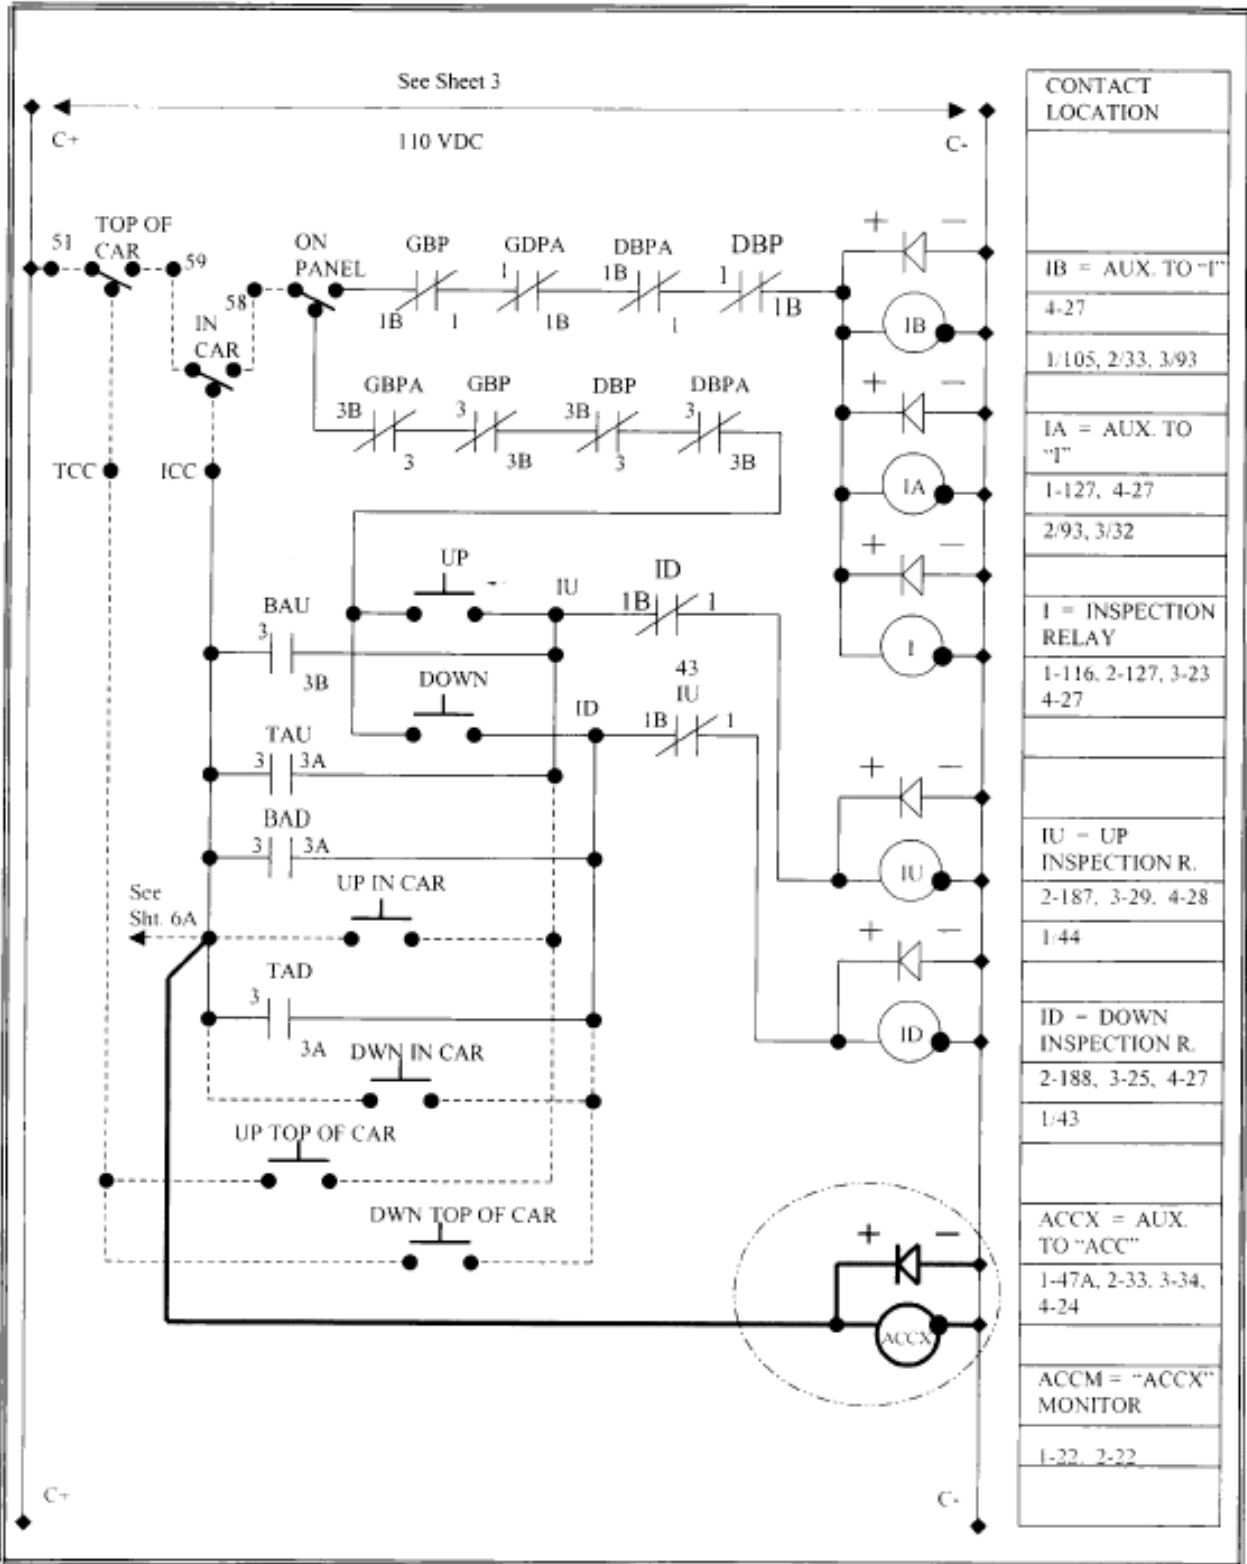 See Sheet 3
C+ 110 VDC C-
TOP OF
CAR
51
59
58
ON
PANEL
GBP
1B 1
GDPA
1 1B
DBPA
1B 1
DBP
1 1B
+ —
IB
IN
CAR
GBPA
3B 3
GBP
3 3B
DBP
3B 3
DBPA
3 3B
+ —
IA
TCC ICC
+ —
I
UP
IU
ID
1B 1
BAU
3 3B
DOWN
ID
43
IU
1B 1
TAU
3 3A
+ —
IU
BAD
3 3A
See
Sht. 6A
UP IN CAR
+ —
ID
TAD
3 3A
DWN IN CAR
UP TOP OF CAR
DWN TOP OF CAR
+ —
ACCX
C+ C-
CONTACT
LOCATION
IB = AUX. TO "I"
4-27
1/105, 2/33, 3/93
IA = AUX. TO
"I"
1-127, 4-27
2/93, 3/32
I = INSPECTION
RELAY
1-116, 2-127, 3-23
4-27
IU = UP
INSPECTION R.
2-187, 3-29. 4-28
1/44
ID = DOWN
INSPECTION R.
2-188, 3-25, 4-27
1/43
ACCX = AUX.
TO "ACC"
1-47A, 2-33, 3-34,
4-24
ACCM = "ACCX"
MONITOR
1-22. 2-22